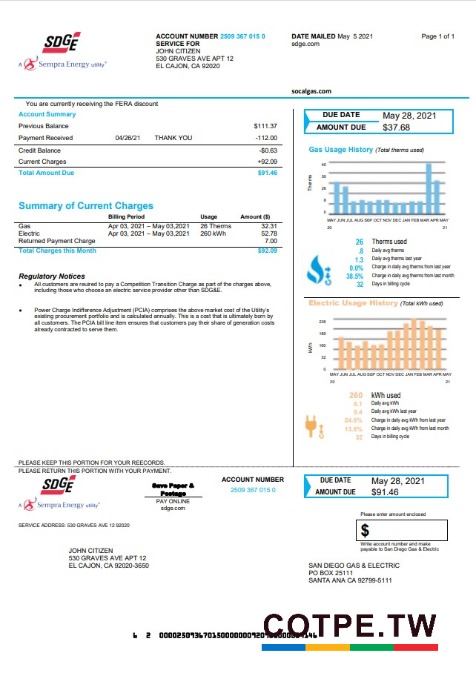 SDGE
A Sempra Energy utility®
ACCOUNT NUMBER 2509 367 015 0
SERVICE FOR
JOHN CITIZEN
530 GRAVES AVE APT 12
EL CAJON, CA 92020
DATE MAILED May 5 2021
sdge.com
Page 1 of 1
socalgas.com
You are currently receiving the FERA discount
Account Summary
Previous Balance $111.37
Payment Received 04/26/21 THANK YOU -112.00
Credit Balance -$0.63
Current Charges +92.09
Total Amount Due $91.46
DUE DATE May 28, 2021
AMOUNT DUE $37.68
Gas Usage History (Total therms used)
Therms
MAY JUN JUL AUG SEP OCT NOV DEC JAN FEB MAR APR MAY
20 21
26 Therms used
.8 Daily avg therms
1.3 Daily avg therms last year
0.0% Charge in daily avg therms from last year
38.5% Charge in daily avg therms from last month
32 Days in billing cycle
Summary of Current Charges
Billing Period Usage Amount ($)
Gas Apr 03, 2021 – May 03,2021 26 Therms 32.31
Electric Apr 03, 2021 – May 03,2021 260 kWh 52.78
Returned Payment Charge 7.00
Total Charges this Month $92.09
Regulatory Notices
• All customers are reuired to pay a Competition Transition Charge as part of the charges above, including those who choose an electric service provider other than SDG&E.
• Power Charge Indifference Adjustment (PCIA) comprises the above market cost of the Utility's existing procurement portfolio and is calculated annually. This is a cost that is ultimately born by all customers. The PCIA bill line item ensures that customers pay their share of generation costs already contracted to serve them.
Electric Usage History (Total kWh used)
kWh
MAY JUN JUL AUG SEP OCT NOV DEC JAN FEB MAR APR MAY
20 21
260 kWh used
Daily avg kWh
Daily avg kWh last year
Charge in daily avg kWh from last year
Charge in daily avg kWh from last month
32 Days in billing cycle
PLEASE KEEP THIS PORTION FOR YOUR REECORDS.
PLEASE RETURN THIS PORTION WITH YOUR PAYMENT.
SDGE
A Sempra Energy utility®
Save Paper &
Postage
PAY ONLINE
sdge.com
ACCOUNT NUMBER
2509 367 015 0
DUE DATE May 28, 2021
AMOUNT DUE $91.46
SERVICE ADDRESS: 530 GRAVES AVE 12 92020
Please enter amount enclosed
$
Write account number and make
payable to San Diego Gas & Electric
JOHN CITIZEN
530 GRAVES AVE APT 12
EL CAJON, CA 92020-3650
SAN DIEGO GAS & ELECTRIC
PO BOX 25111
SANTA ANA CA 92799-5111
COTPE.TW